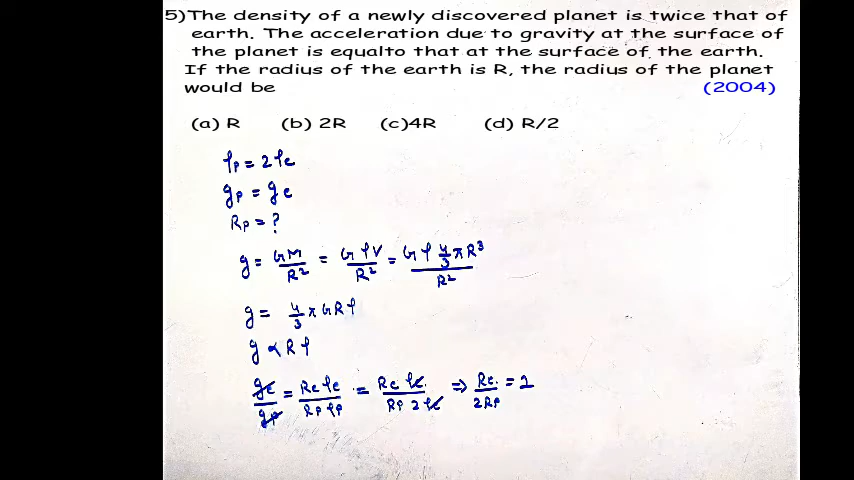 5)The density of a newly discovered planet is twice that of
earth. The acceleration due to gravity at the surface of
the planet is equalto that at the surface of the earth.
If the radius of the earth is R, the radius of the planet
would be (2004)
(a) R (b) 2R (c)4R (d) R/2
ρp = 2ρe
gp = ge
Rp = ?
g = GM/R² = GρV/R² = Gρ 4/3 πR³/R²
g = 4/3 πGRρ
g ∝ Rρ
ge/gp = Reρe/Rpρp = Reρe/Rp2ρe ⇒ Re/2Rp = 1